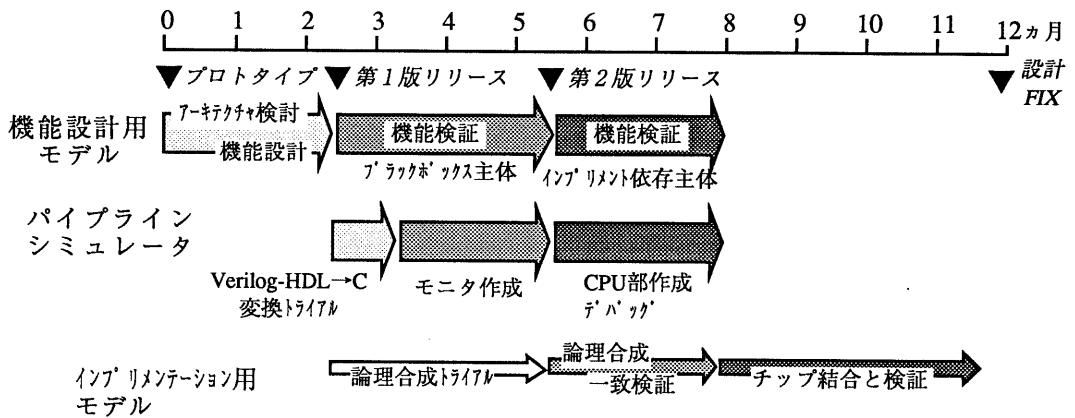 0 1 2 3 4 5 6 7 8 9 10 11 12ヵ月
▼プロトタイプ ▼第1版リリース ▼第2版リリース ▼設計
FIX
機能設計用
モデル
アーキテクチャ検討
機能設計
機能検証
ブラックボックス主体
機能検証
インプリメント依存主体
パイプライン
シミュレータ
Verilog-HDL→C
変換トライアル
モニタ作成
CPU部作成
デバッグ
インプリメンテーション用
モデル
論理合成トライアル
論理合成
一致検証
チップ結合と検証